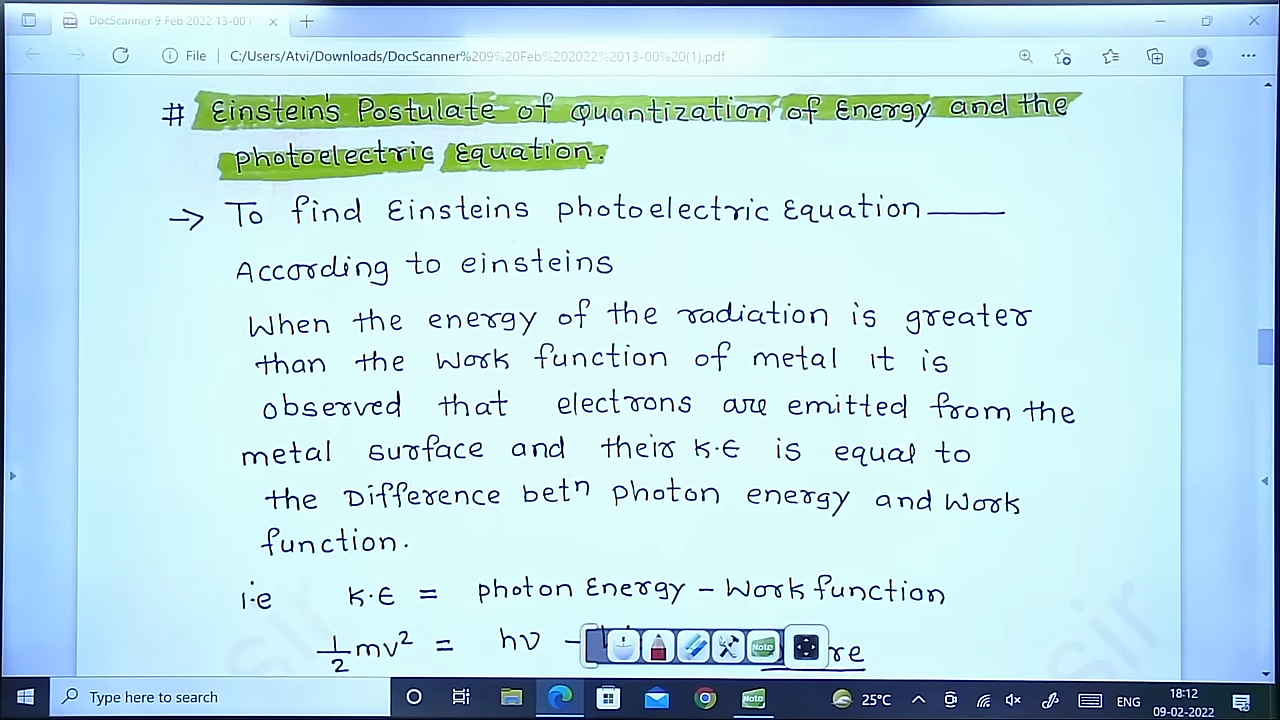 DocScanner 9 Feb 2022 13-00
File C:/Users/Atvi/Downloads/DocScanner%209%20Feb%202022%2013-00%20(1).pdf
# Einstein's Postulate of Quantization of Energy and the
Photoelectric Equation.
→ To find Einsteins photoelectric Equation——
According to einsteins
When the energy of the radiation is greater
than the work function of metal it is
observed that electrons are emitted from the
metal surface and their K.E is equal to
the Difference betn photon energy and work
function.
i.e K.E = photon Energy - Work function
1/2 mv² = hν -
re
Note
Type here to search
Note
25°C
ENG
18:12
09-02-2022